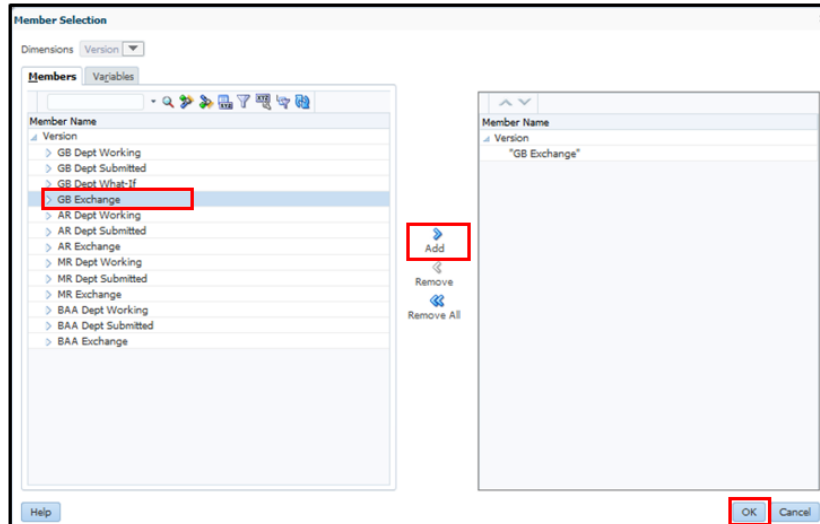 Member Selection
Dimensions Version
Members Variables
Member Name
Version
GB Dept Working
GB Dept Submitted
GB Dept What-If
GB Exchange
AR Dept Working
AR Dept Submitted
AR Exchange
MR Dept Working
MR Dept Submitted
MR Exchange
BAA Dept Working
BAA Dept Submitted
BAA Exchange
Add
Remove
Remove All
Member Name
Version
"GB Exchange"
Help
OK Cancel